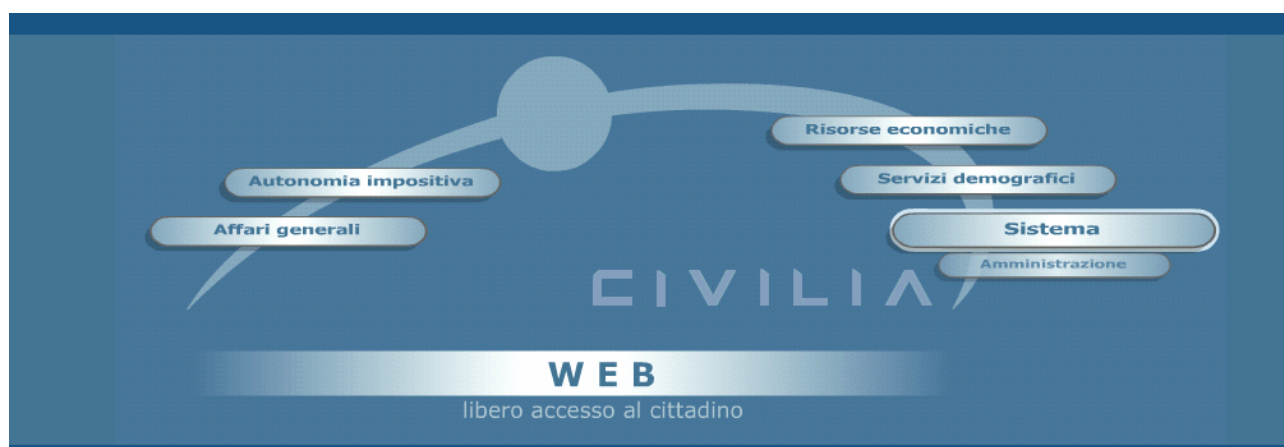 Risorse economiche
Autonomia impositiva
Servizi demografici
Affari generali
Sistema
Amministrazione
CIVILIA
WEB
libero accesso al cittadino